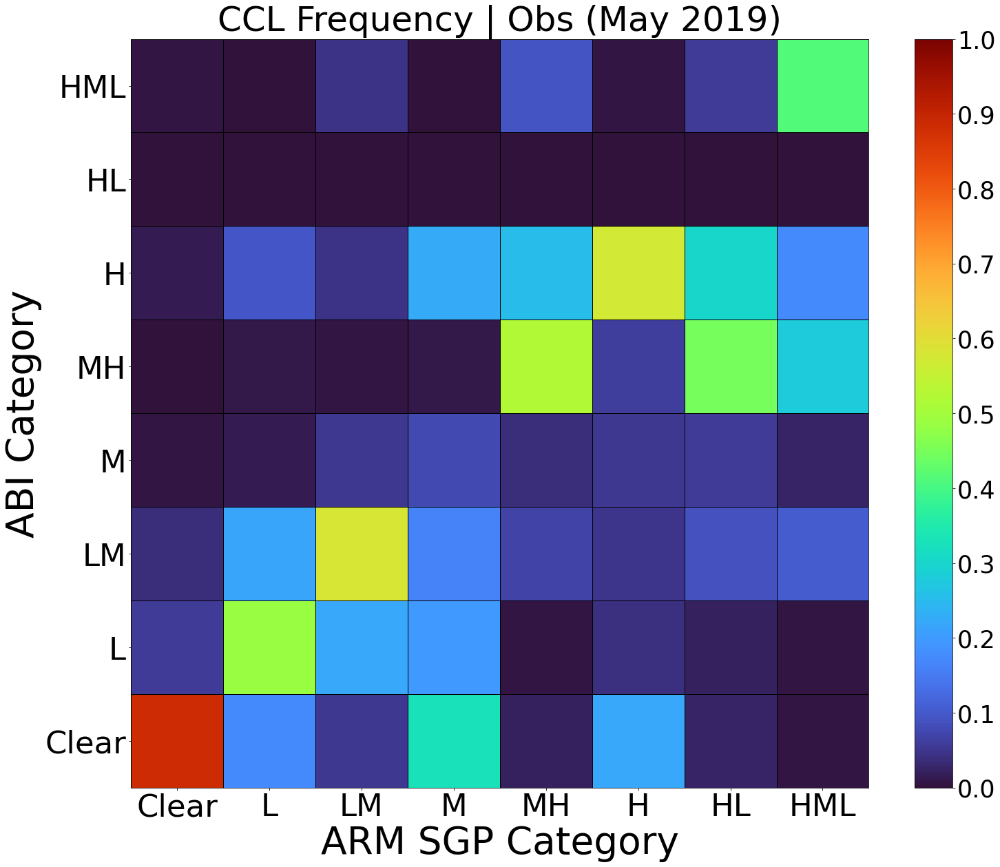 CCL Frequency | Obs (May 2019)
HML
HL
H
MH
M
LM
L
Clear
ABI Category
Clear L LM M MH H HL HML
ARM SGP Category
1.0
0.9
0.8
0.7
0.6
0.5
0.4
0.3
0.2
0.1
0.0